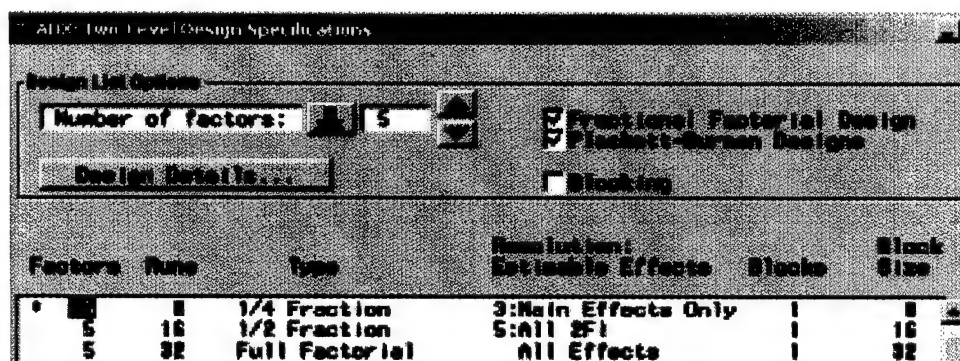 ADX: Two-Level Design Specifications
Design List Options
Number of factors: 5
Fractional Factorial Design
Plackett-Burman Designs
Design Details...
Blocking
Resolution: Block
Factors Runs Type Estimable Effects Blocks Size
* 5 8 1/4 Fraction 3:Main Effects Only 1 8
5 16 1/2 Fraction 5:All 2FI 1 16
5 32 Full Factorial All Effects 1 32